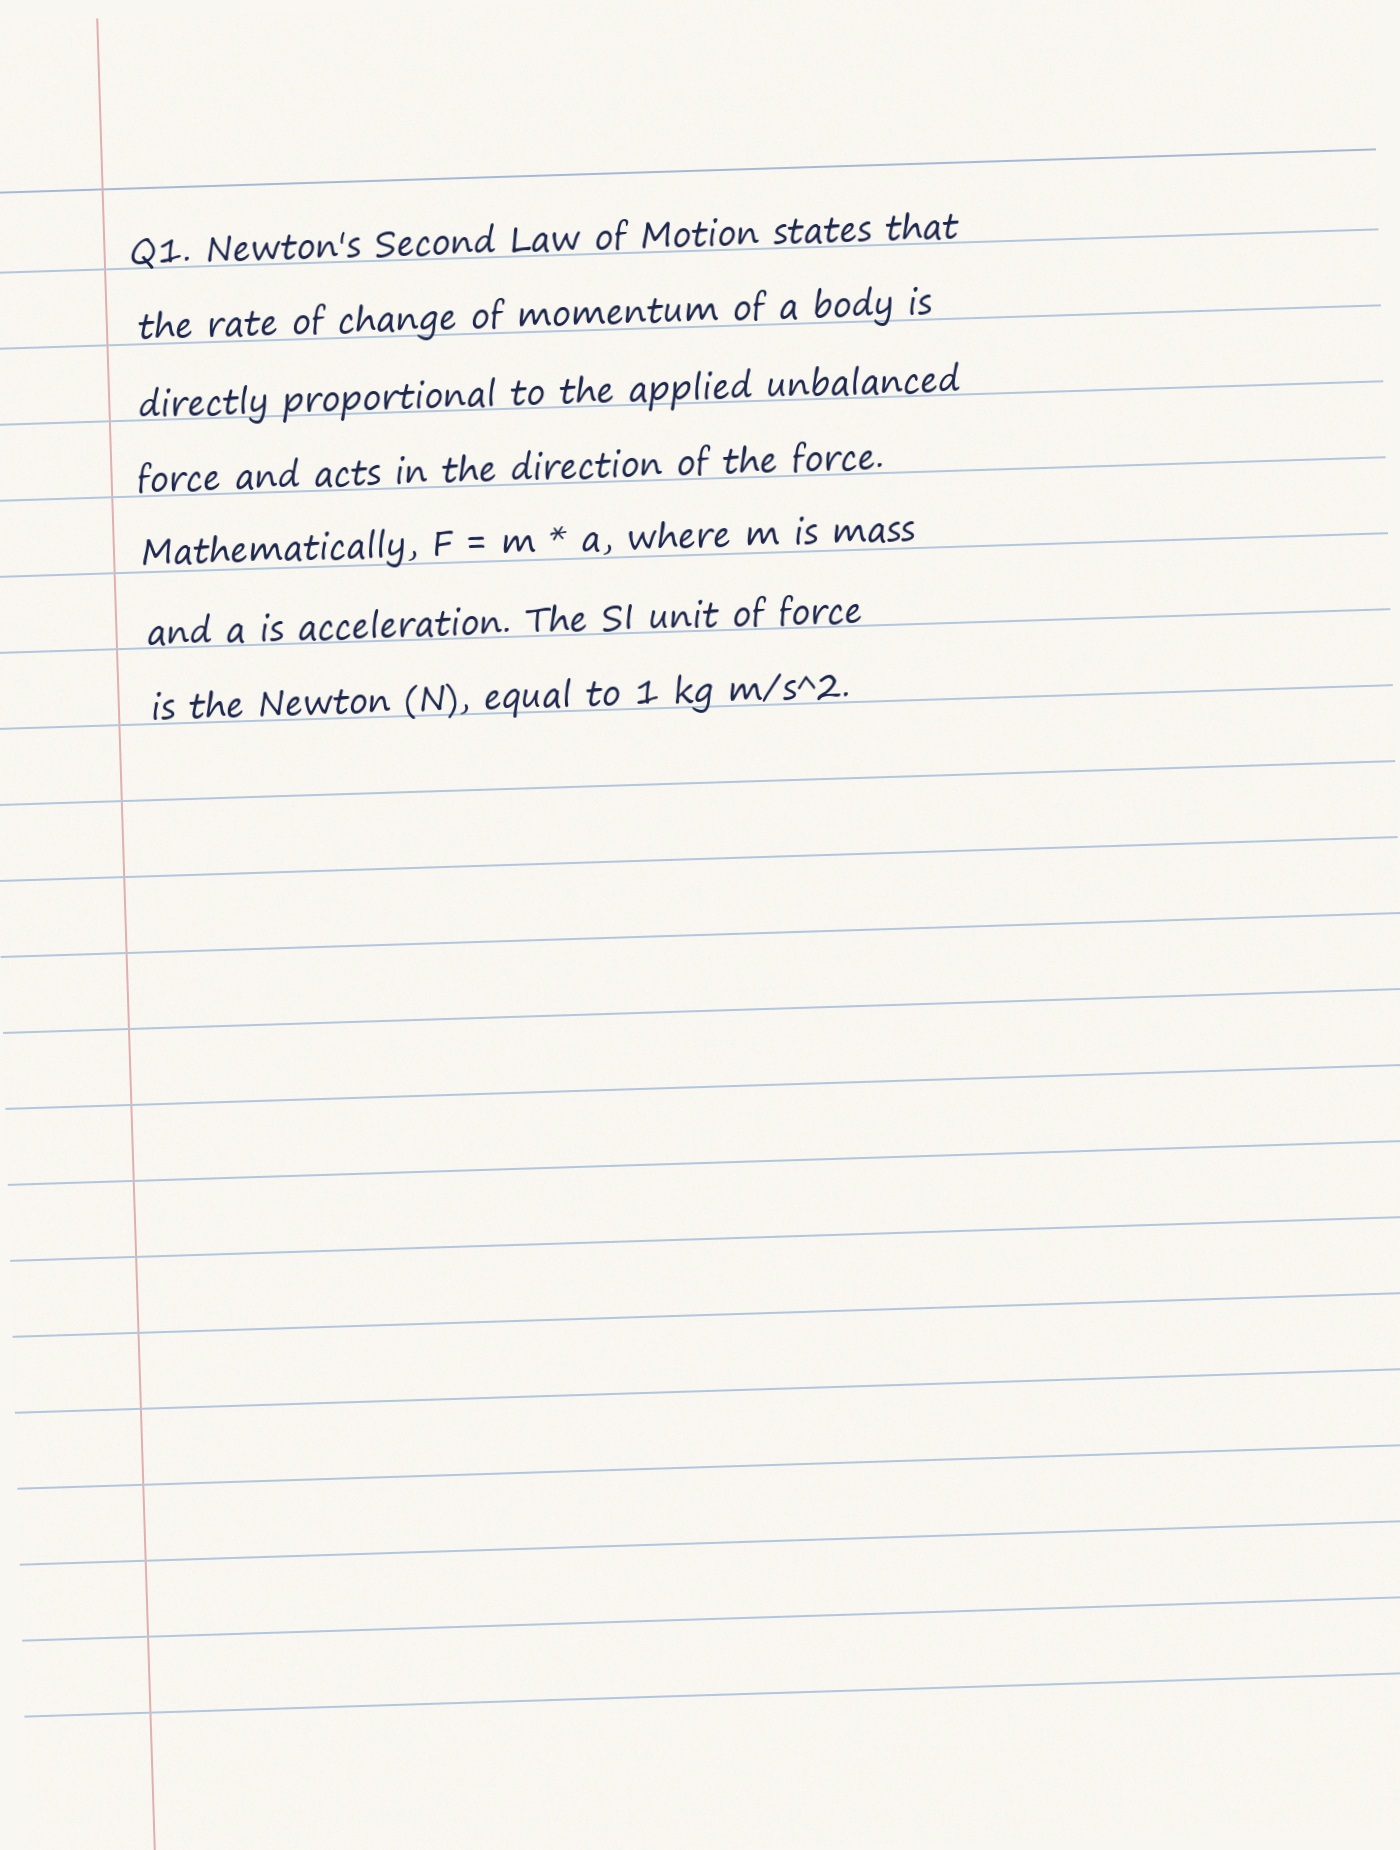 Q1. Newton's Second Law of Motion states that
the rate of change of momentum of a body is
directly proportional to the applied unbalanced
force and acts in the direction of the force.
Mathematically, F = m * a, where m is mass
and a is acceleration. The SI unit of force
is the Newton (N), equal to 1 kg m/s^2.